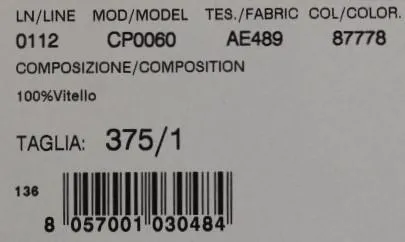 LN/LINE MOD/MODEL TES./FABRIC COL/COLOR.
0112 CP0060 AE489 87778
COMPOSIZIONE/COMPOSITION
100%Vitello
TAGLIA: 375/1
136
8 057001 030484